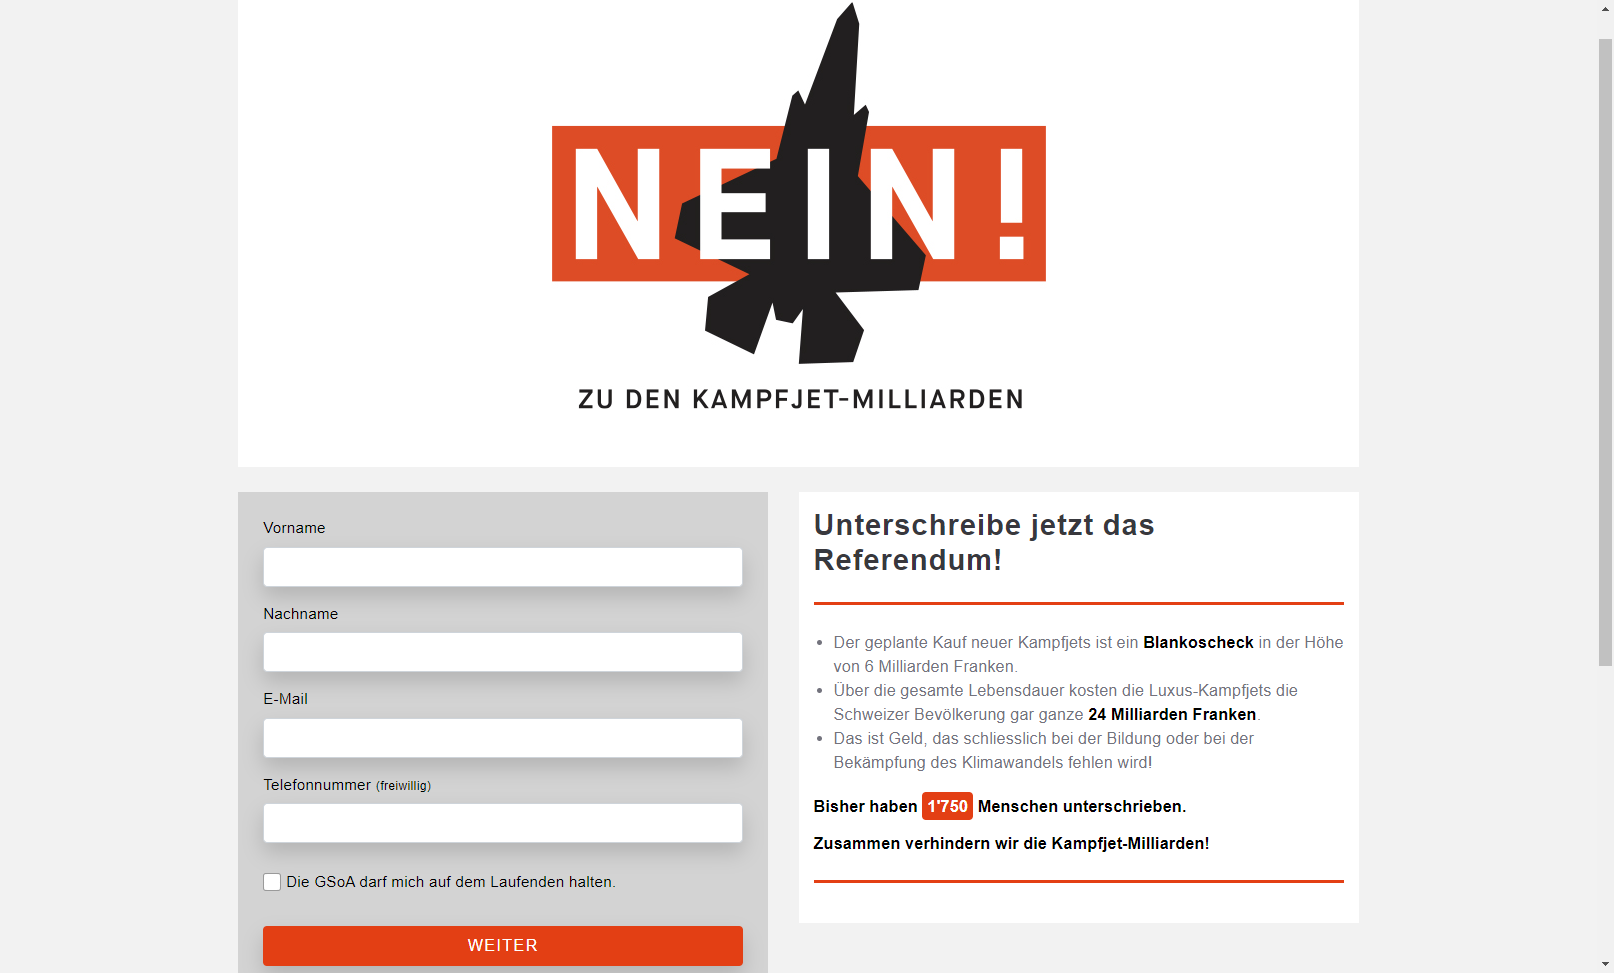 NEIN!
ZU DEN KAMPFJET-MILLIARDEN
Vorname
Nachname
E-Mail
Telefonnummer (freiwillig)
Die GSoA darf mich auf dem Laufenden halten.
WEITER
Unterschreibe jetzt das
Referendum!
Der geplante Kauf neuer Kampfjets ist ein Blankoscheck in der Höhe
von 6 Milliarden Franken.
Über die gesamte Lebensdauer kosten die Luxus-Kampfjets die
Schweizer Bevölkerung gar ganze 24 Milliarden Franken.
Das ist Geld, das schliesslich bei der Bildung oder bei der
Bekämpfung des Klimawandels fehlen wird!
Bisher haben 1'750 Menschen unterschrieben.
Zusammen verhindern wir die Kampfjet-Milliarden!